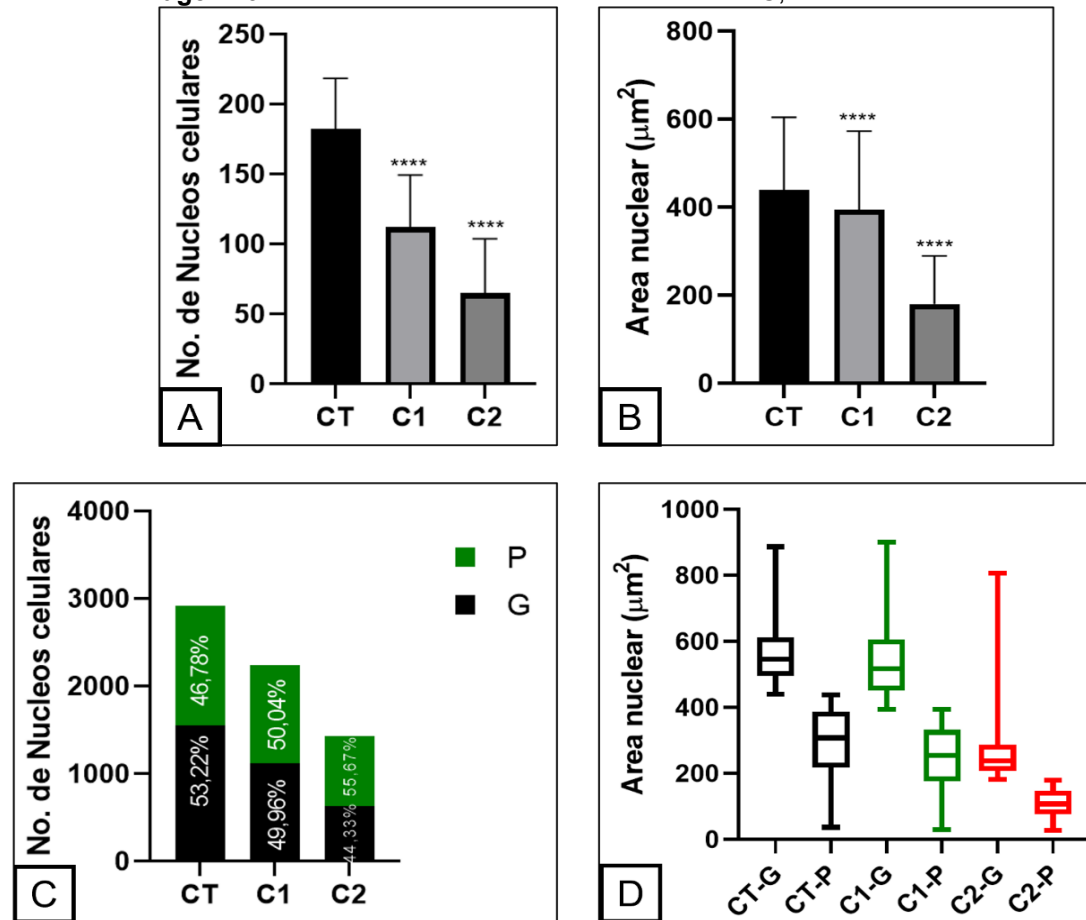 No. de Nucleos celulares
250
200
150
100
50
0
****
****
CT C1 C2
A
Area nuclear (μm²)
800
600
400
200
0
****
****
CT C1 C2
B
No. de Nucleos celulares
4000
3000
2000
1000
0
46,78%
53,22%
50,04%
49,96%
55,67%
44,33%
P
G
CT C1 C2
C
Area nuclear (μm²)
1000
800
600
400
200
0
CT-G CT-P C1-G C1-P C2-G C2-P
D